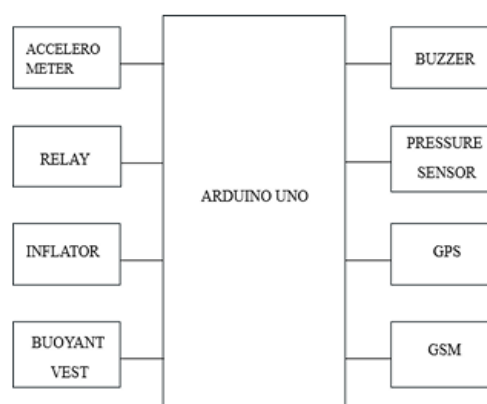 ACCELERO
METER
RELAY
INFLATOR
BUOYANT
VEST
ARDUINO UNO
BUZZER
PRESSURE
SENSOR
GPS
GSM